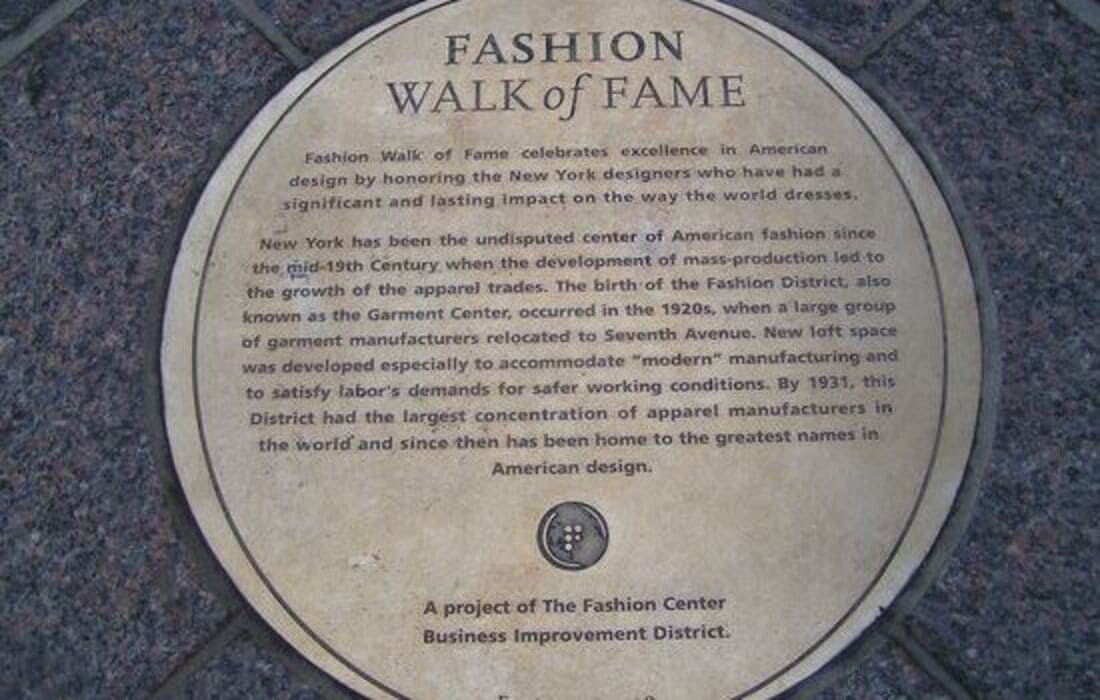 FASHION
WALK of FAME
Fashion Walk of Fame celebrates excellence in American
design by honoring the New York designers who have had a
significant and lasting impact on the way the world dresses.
New York has been the undisputed center of American fashion since
the mid-19th Century when the development of mass-production led to
the growth of the apparel trades. The birth of the Fashion District, also
known as the Garment Center, occurred in the 1920s, when a large group
of garment manufacturers relocated to Seventh Avenue. New loft space
was developed especially to accommodate "modern" manufacturing and
to satisfy labor's demands for safer working conditions. By 1931, this
District had the largest concentration of apparel manufacturers in
the world and since then has been home to the greatest names in
American design.
A project of The Fashion Center
Business Improvement District.